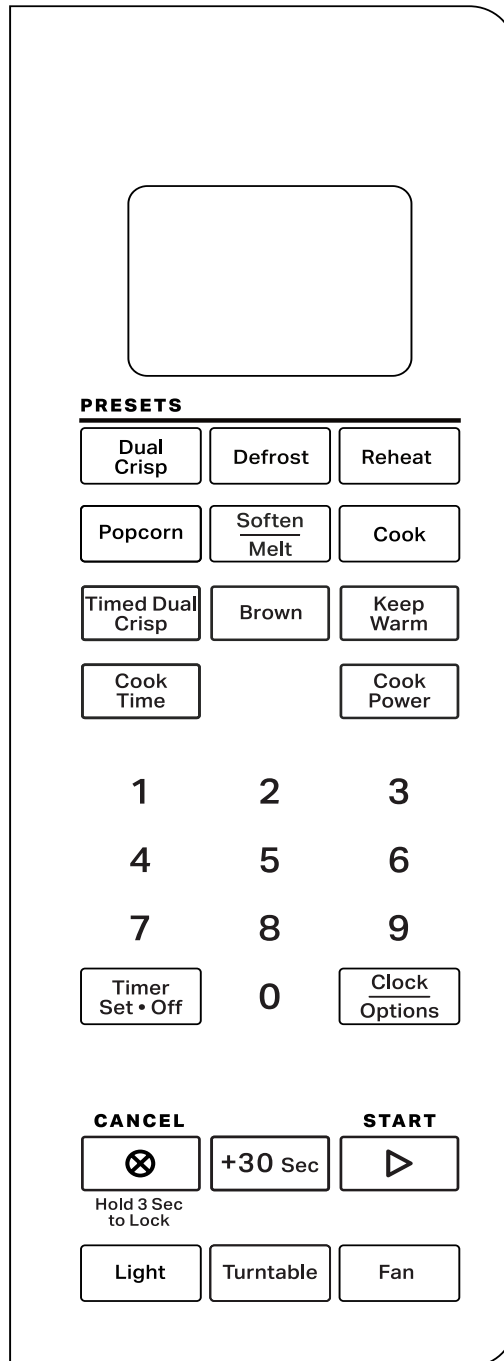 PRESETS
Dual
Crisp
Defrost
Reheat
Popcorn
Soften
Melt
Cook
Timed Dual
Crisp
Brown
Keep
Warm
Cook
Time
Cook
Power
1 2 3
4 5 6
7 8 9
Timer
Set • Off
0
Clock
Options
CANCEL
+30 Sec
START
Hold 3 Sec
to Lock
Light
Turntable
Fan